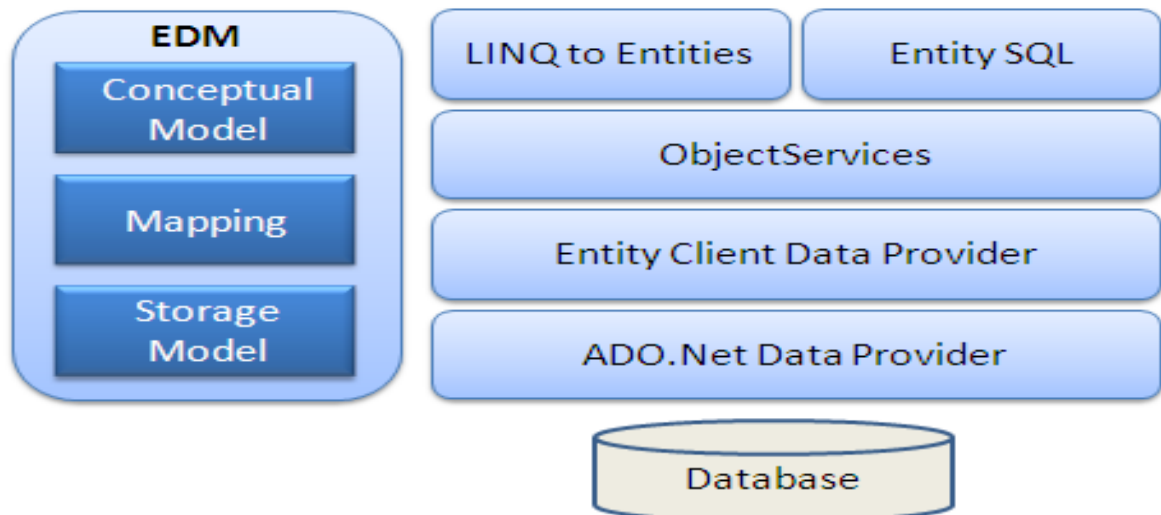 EDM
Conceptual
Model
Mapping
Storage
Model
LINQ to Entities
Entity SQL
ObjectServices
Entity Client Data Provider
ADO.Net Data Provider
Database